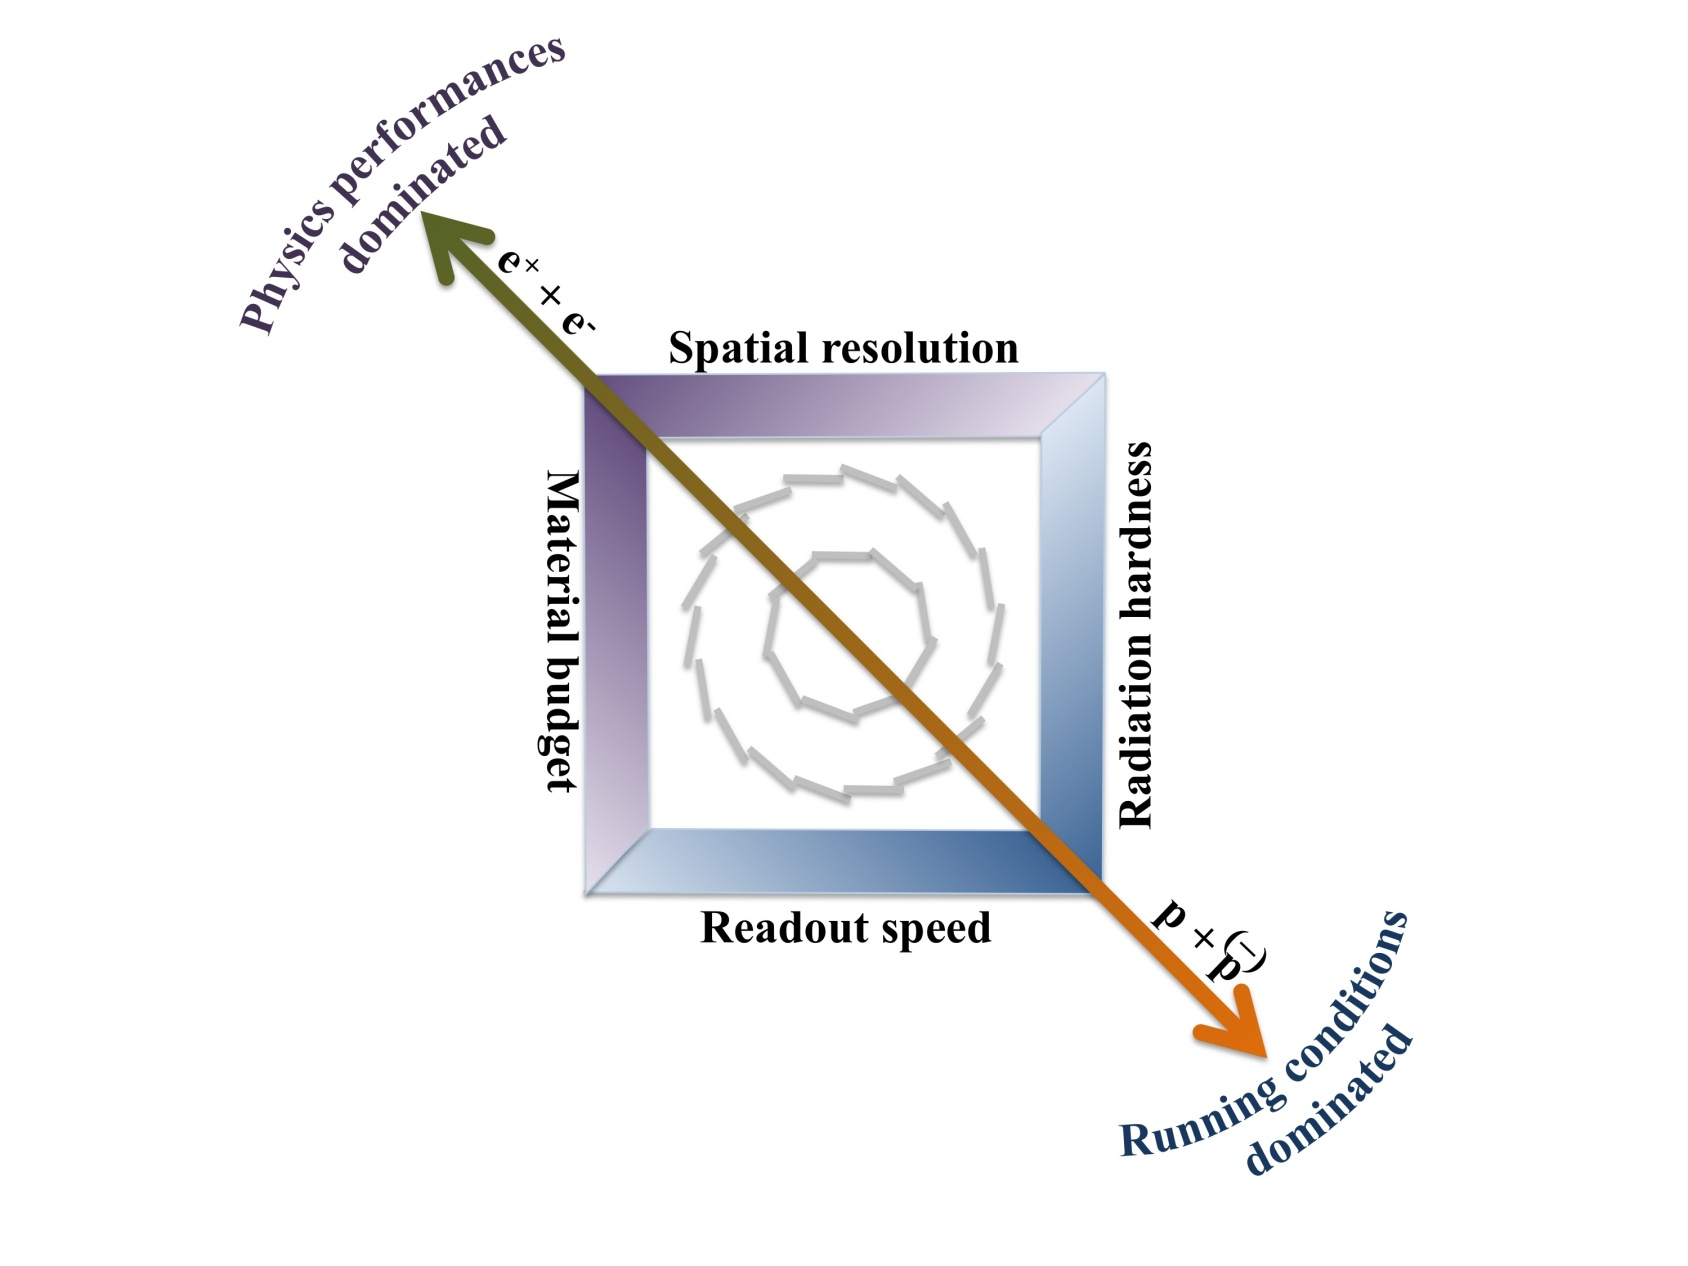 Physics performances
dominated
e⁺ + e⁻
Spatial resolution
Material budget
Radiation hardness
Readout speed
p + p̄
(–)
Running conditions
dominated